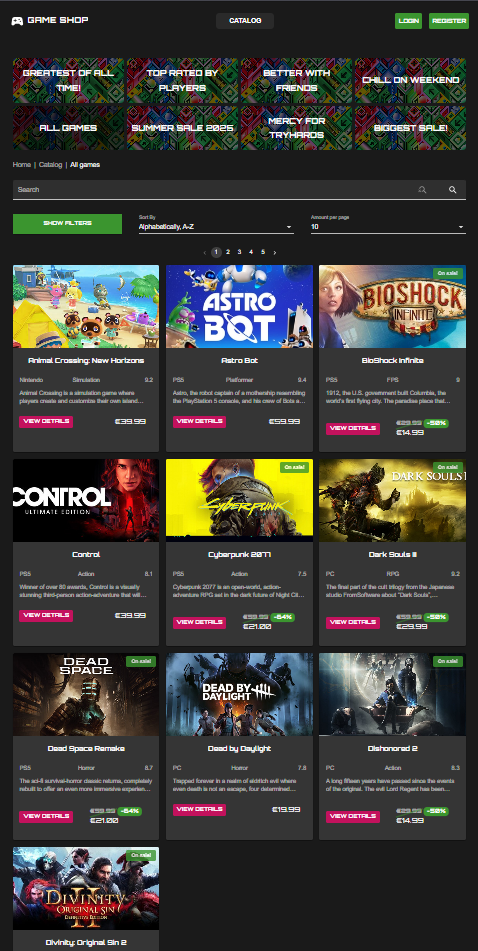 GAME SHOP
CATALOG
LOGIN
REGISTER
GREATEST OF ALL TIME!
TOP RATED BY PLAYERS
BETTER WITH FRIENDS
CHILL ON WEEKEND
ALL GAMES
SUMMER SALE 2025
MERCY FOR TRYHARDS
BIGGEST SALE!
Home | Catalog | All games
Search
SHOW FILTERS
Sort By
Alphabetically, A-Z
Amount per page
10
‹ 1 2 3 4 5 ›
ASTRO BOT
On sale!
BIOSHOCK
INFINITE
Animal Crossing: New Horizons
Nintendo Simulation 9.2
Animal Crossing is a simulation game where
players create and customize their own island...
VIEW DETAILS €39.99
Astro Bot
PS5 Platformer 9.4
Astro, the robot captain of a mothership resembling
the PlayStation 5 console, and his crew of Bots a...
VIEW DETAILS €59.99
BioShock Infinite
PS5 FPS 9
1912, the U.S. government built Columbia, the
world's first flying city. The paradise place that...
VIEW DETAILS €29.99 -50%
€14.99
CONTROL
ULTIMATE EDITION
On sale!
CYBERPUNK
On sale!
DARK SOULS
Control
PS5 Action 8.1
Winner of over 80 awards, Control is a visually
stunning third-person action-adventure that will...
VIEW DETAILS €39.99
Cyberpunk 2077
PS5 Action 7.5
Cyberpunk 2077 is an open-world, action-
adventure RPG set in the dark future of Night Cit...
VIEW DETAILS €59.99 -64%
€21.00
Dark Souls III
PC RPG 9.2
The final part of the cult trilogy from the Japanese
studio FromSoftware about "Dark Souls",...
VIEW DETAILS €59.99 -50%
€29.99
DEAD SPACE
On sale!
DEAD BY DAYLIGHT
On sale!
Dead Space Remake
PS5 Horror 8.7
The sci-fi survival-horror classic returns, completely
rebuilt to offer an even more immersive experien...
VIEW DETAILS €59.99 -64%
€21.00
Dead by Daylight
PC Horror 7.8
Trapped forever in a realm of eldritch evil where
even death is not an escape, four determined...
VIEW DETAILS €19.99
Dishonored 2
PC Action 8.3
A long fifteen years have passed since the events
of the original. The evil Lord Regent has been...
VIEW DETAILS €29.99 -50%
€14.99
On sale!
DIVINITY
II
ORIGINAL SIN
DEFINITIVE EDITION
Divinity: Original Sin 2